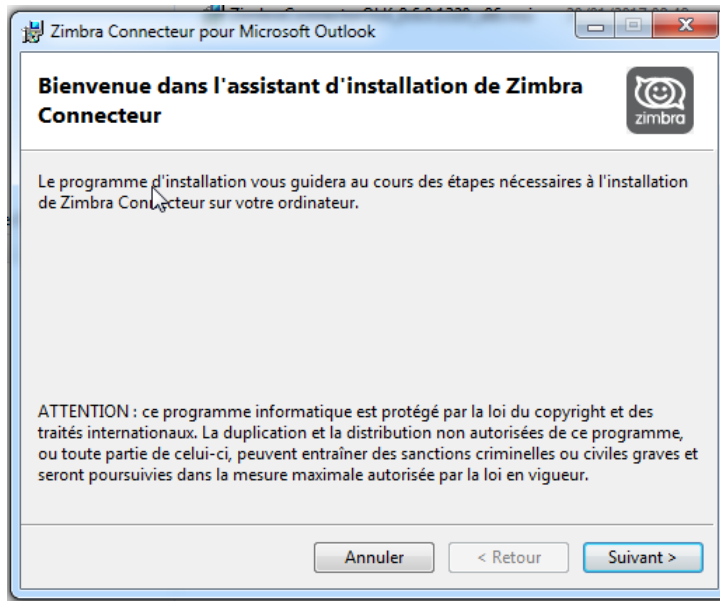 Zimbra Connecteur pour Microsoft Outlook
Bienvenue dans l'assistant d'installation de Zimbra
Connecteur
zimbra
Le programme d'installation vous guidera au cours des étapes nécessaires à l'installation
de Zimbra Connecteur sur votre ordinateur.
ATTENTION : ce programme informatique est protégé par la loi du copyright et des
traités internationaux. La duplication et la distribution non autorisées de ce programme,
ou toute partie de celui-ci, peuvent entraîner des sanctions criminelles ou civiles graves et
seront poursuivies dans la mesure maximale autorisée par la loi en vigueur.
Annuler
< Retour
Suivant >